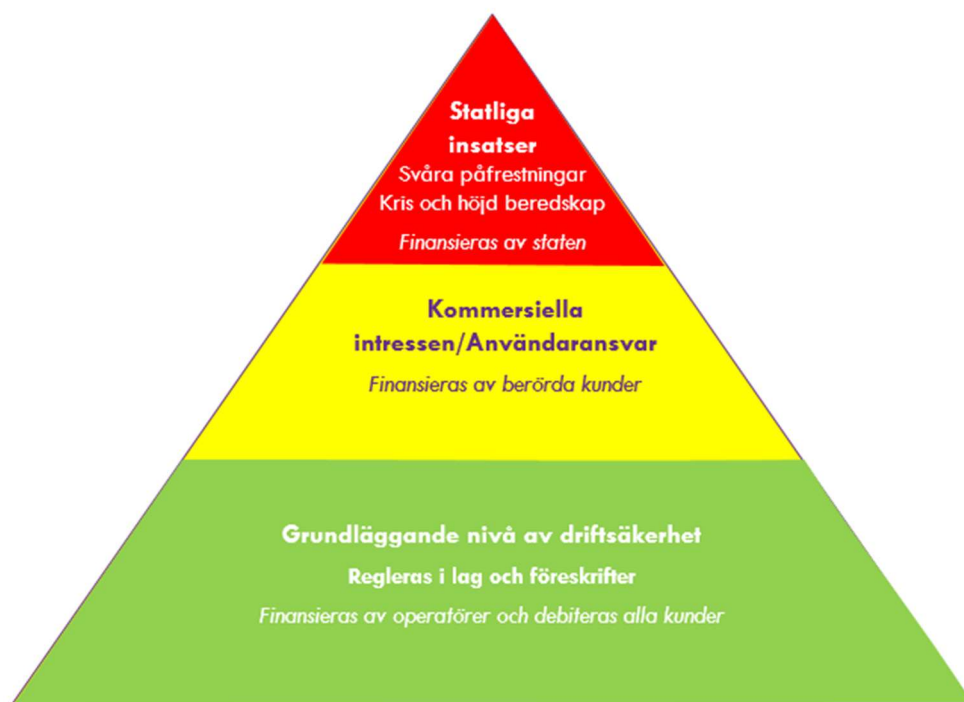 Statliga
insatser
Svåra påfrestningar
Kris och höjd beredskap
Finansieras av staten
Kommersiella
intressen/Användaransvar
Finansieras av berörda kunder
Grundläggande nivå av driftsäkerhet
Regleras i lag och föreskrifter
Finansieras av operatörer och debiteras alla kunder